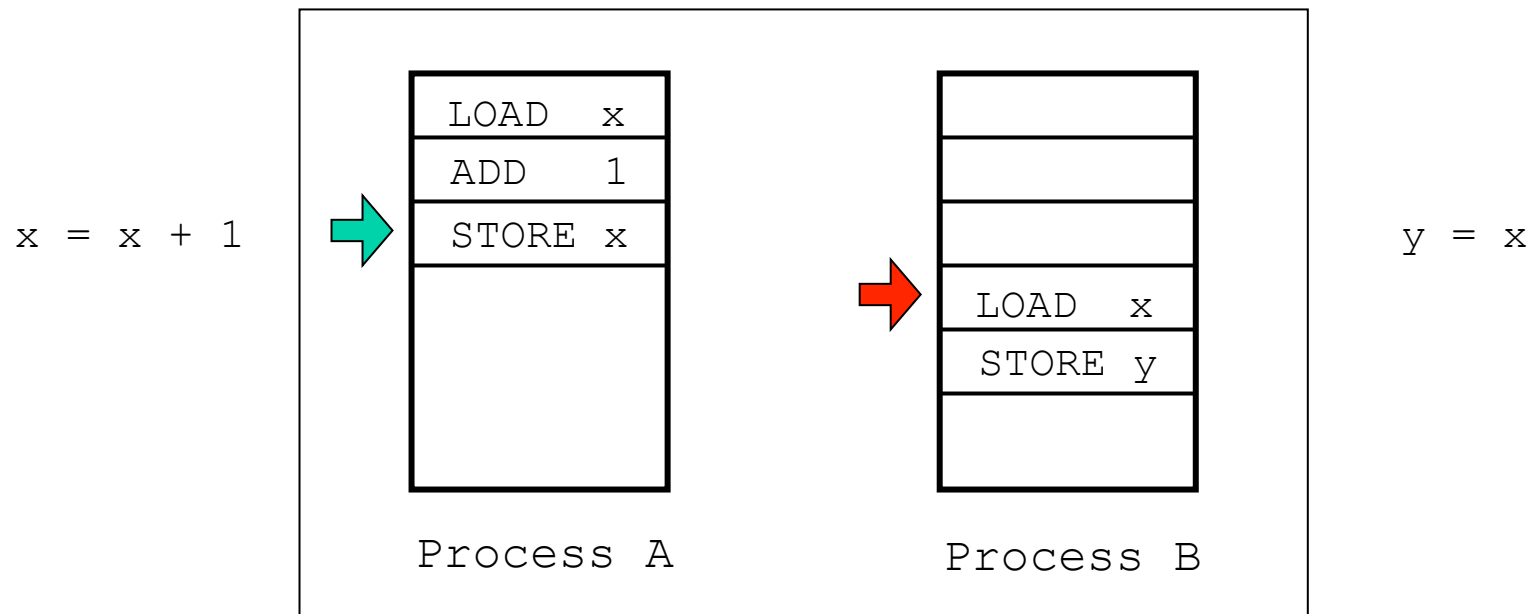 x = x + 1
LOAD x
ADD 1
STORE x
Process A
LOAD x
STORE y
Process B
y = x